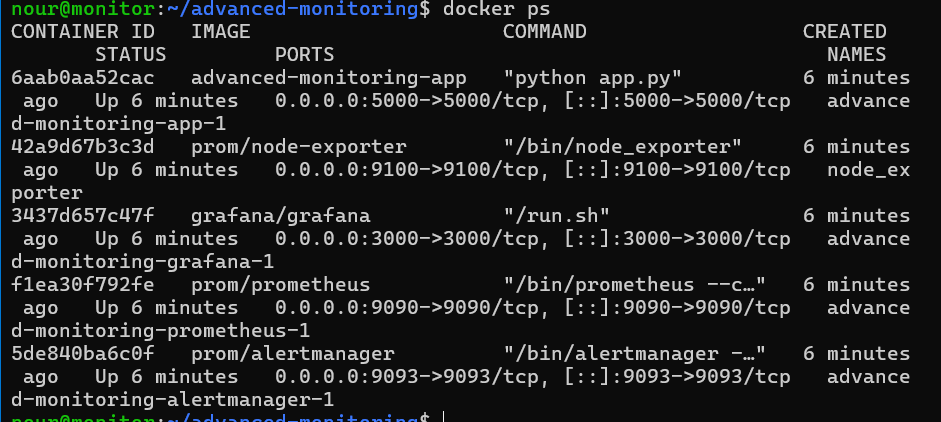 nour@monitor:~/advanced-monitoring$ docker ps
CONTAINER ID   IMAGE                     COMMAND                  CREATED
       STATUS         PORTS                                         NAMES
6aab0aa52cac   advanced-monitoring-app   "python app.py"          6 minutes
 ago   Up 6 minutes   0.0.0.0:5000->5000/tcp, [::]:5000->5000/tcp   advance
d-monitoring-app-1
42a9d67b3c3d   prom/node-exporter        "/bin/node_exporter"     6 minutes
 ago   Up 6 minutes   0.0.0.0:9100->9100/tcp, [::]:9100->9100/tcp   node_ex
porter
3437d657c47f   grafana/grafana           "/run.sh"                6 minutes
 ago   Up 6 minutes   0.0.0.0:3000->3000/tcp, [::]:3000->3000/tcp   advance
d-monitoring-grafana-1
f1ea30f792fe   prom/prometheus           "/bin/prometheus --c…"   6 minutes
 ago   Up 6 minutes   0.0.0.0:9090->9090/tcp, [::]:9090->9090/tcp   advance
d-monitoring-prometheus-1
5de840ba6c0f   prom/alertmanager         "/bin/alertmanager -…"   6 minutes
 ago   Up 6 minutes   0.0.0.0:9093->9093/tcp, [::]:9093->9093/tcp   advance
d-monitoring-alertmanager-1
nour@monitor:~/advanced-monitoring$